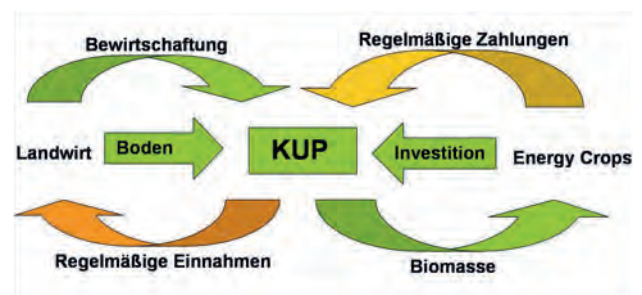 Bewirtschaftung
Regelmäßige Zahlungen
Landwirt
Boden
KUP
Investition
Energy Crops
Regelmäßige Einnahmen
Biomasse